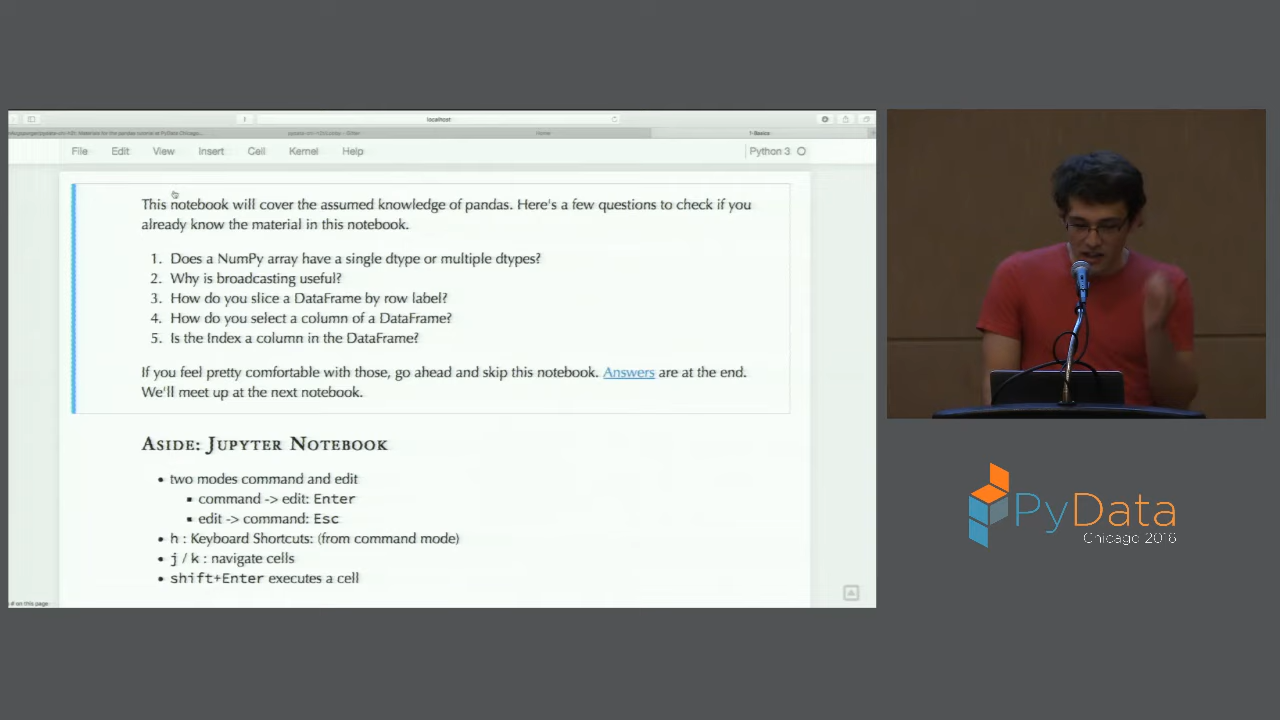 localhost
Home
1-Basics
File Edit View Insert Cell Kernel Help
Python 3
This notebook will cover the assumed knowledge of pandas. Here's a few questions to check if you
already know the material in this notebook.
1. Does a NumPy array have a single dtype or multiple dtypes?
2. Why is broadcasting useful?
3. How do you slice a DataFrame by row label?
4. How do you select a column of a DataFrame?
5. Is the Index a column in the DataFrame?
If you feel pretty comfortable with those, go ahead and skip this notebook. Answers are at the end.
We'll meet up at the next notebook.
Aside: Jupyter Notebook
• two modes command and edit
▪ command -> edit: Enter
▪ edit -> command: Esc
• h : Keyboard Shortcuts: (from command mode)
• j / k : navigate cells
• shift+Enter executes a cell
# on this page
PyData
Chicago 2016